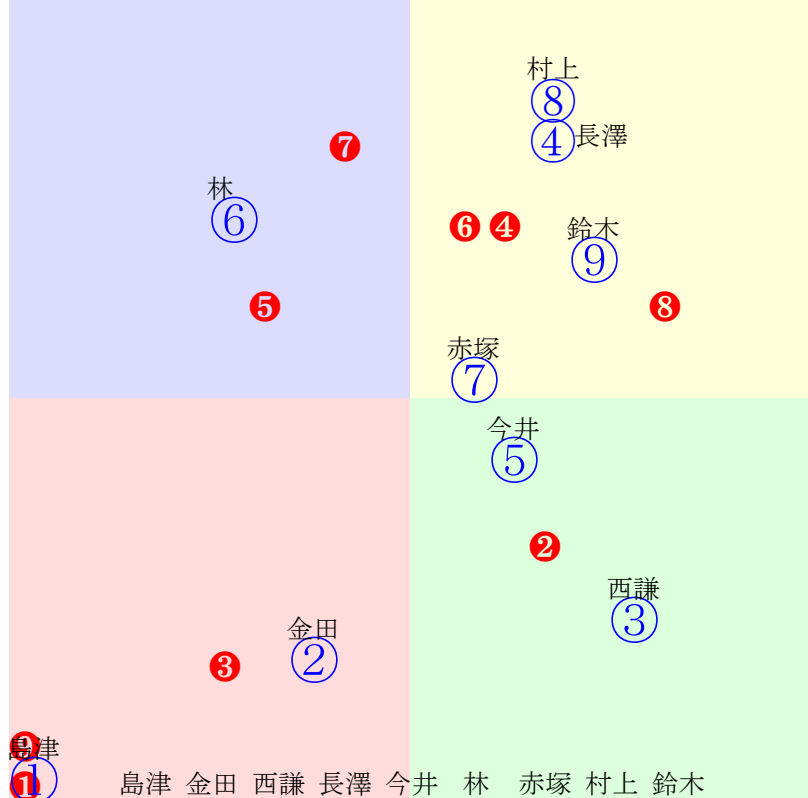 村上
⑧
④ 長澤
❼
林
⑥
❻ ❹ 鈴木
⑨
❺ ❽
赤塚
⑦
今井
⑤
❷
西謙
③
金田
②
❸
❾
島津
①
❶
島津 金田 西謙 長澤 今井 林 赤塚 村上 鈴木